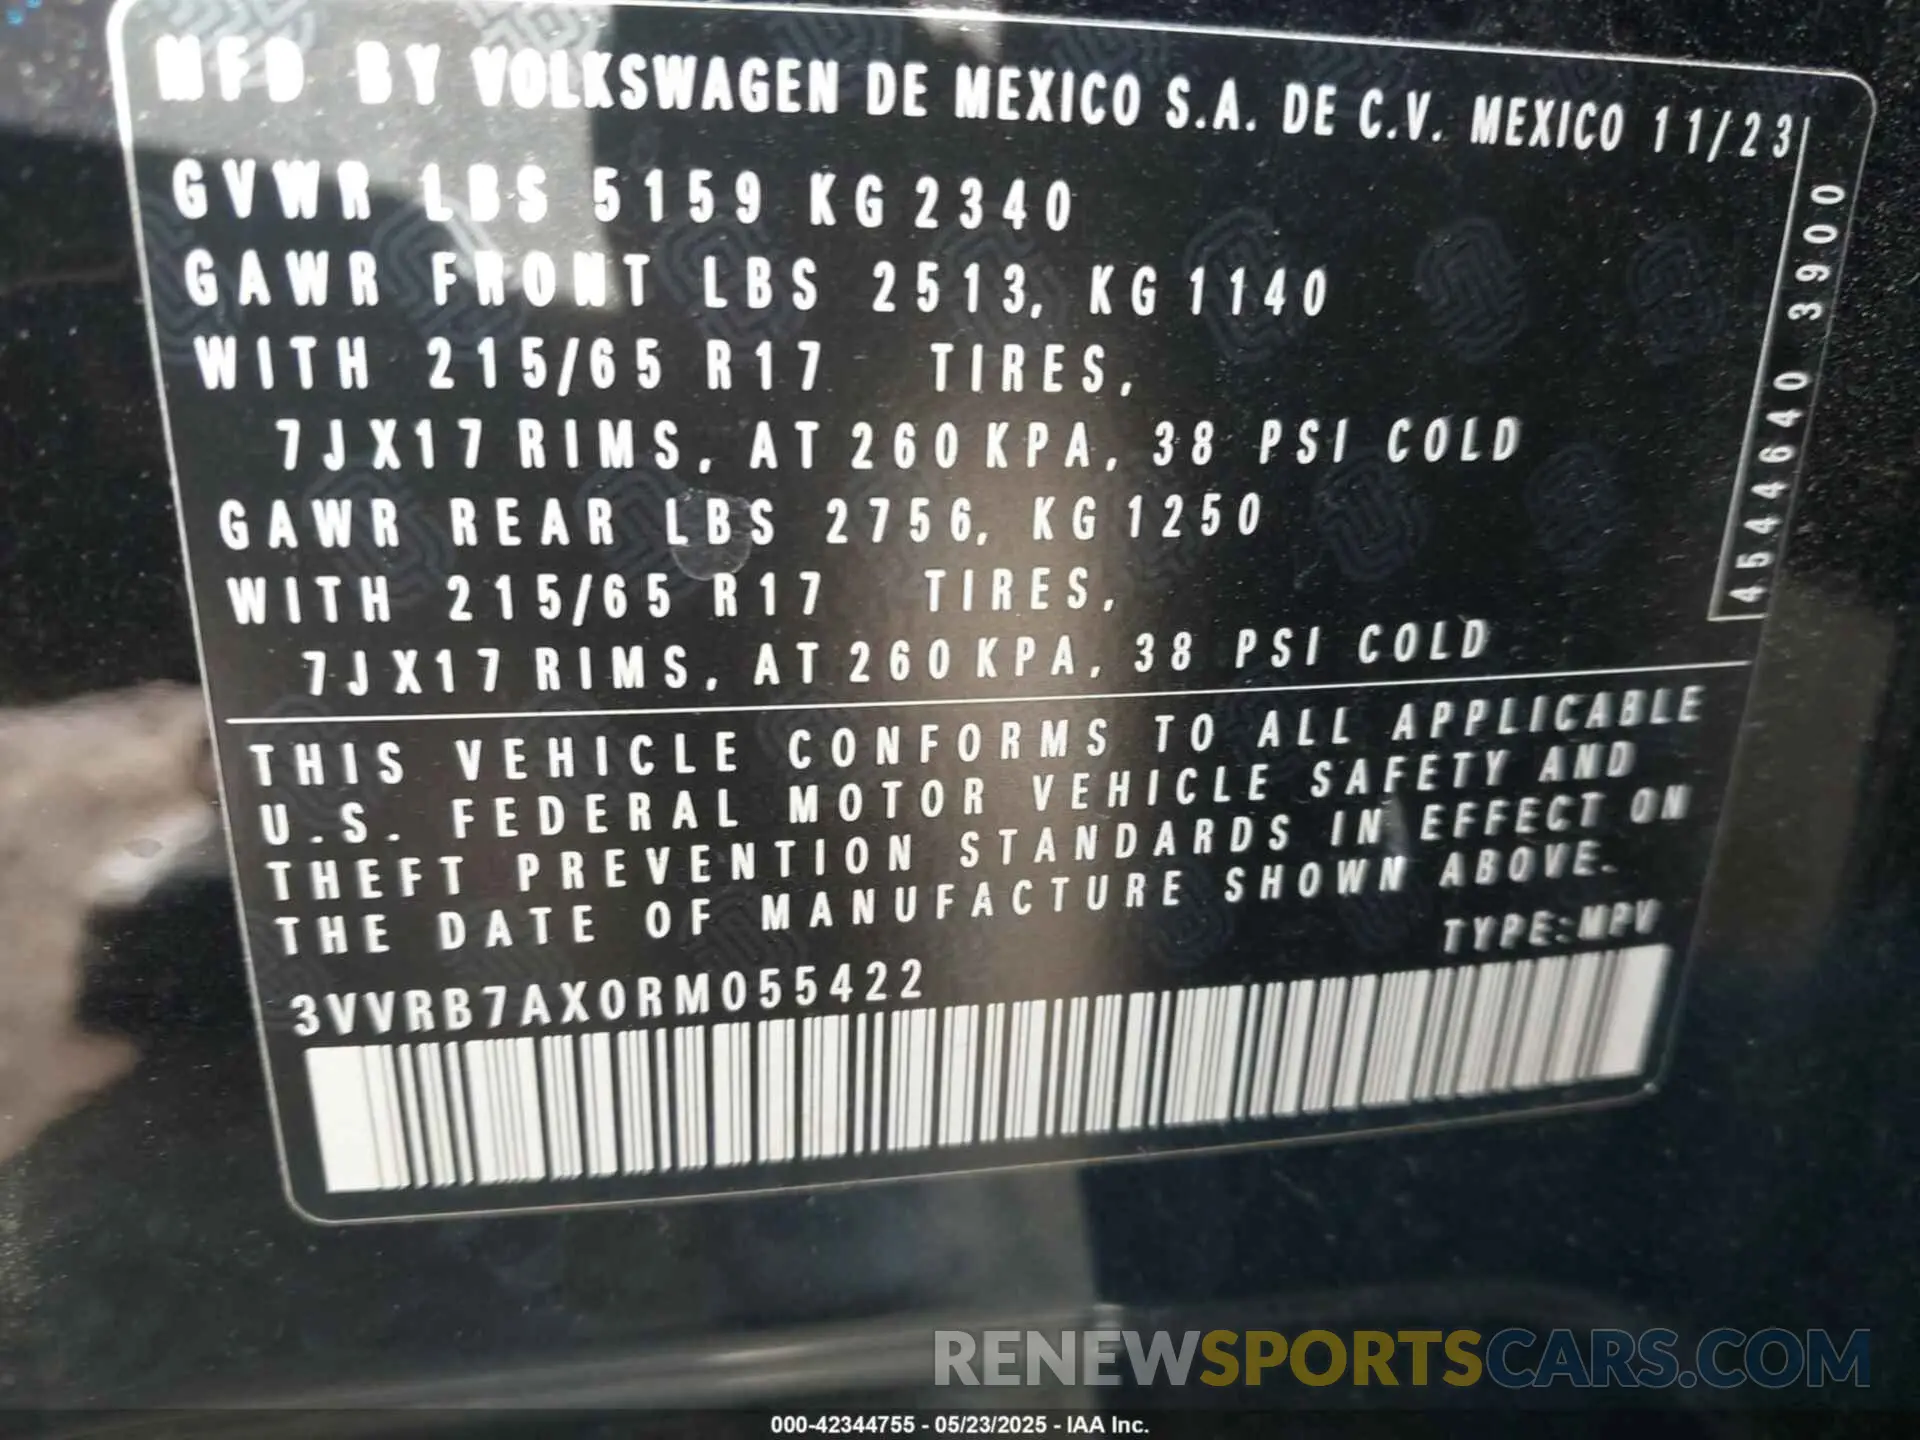 MFD BY VOLKSWAGEN DE MEXICO S.A. DE C.V. MEXICO 11/23
GVWR LBS 5159 KG 2340
GAWR FRONT LBS 2513, KG 1140
WITH 215/65 R17 TIRES,
7JX17 RIMS, AT 260 KPA, 38 PSI COLD
GAWR REAR LBS 2756, KG 1250
WITH 215/65 R17 TIRES,
7JX17 RIMS, AT 260 KPA, 38 PSI COLD
4544640 3900
THIS VEHICLE CONFORMS TO ALL APPLICABLE
U.S. FEDERAL MOTOR VEHICLE SAFETY AND
THEFT PREVENTION STANDARDS IN EFFECT ON
THE DATE OF MANUFACTURE SHOWN ABOVE.
TYPE:MPV
3VVRB7AX0RM055422
RENEWSPORTSCARS.COM
000-42344755 - 05/23/2025 - IAA Inc.